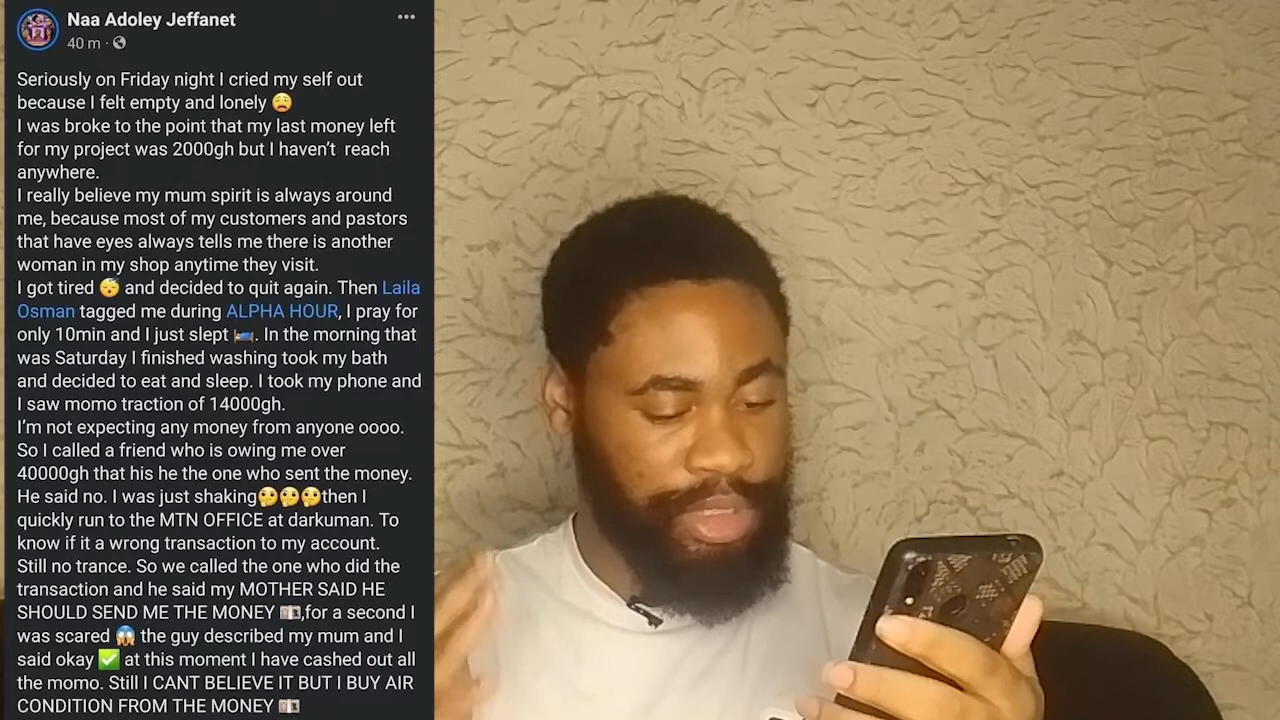 Naa Adoley Jeffanet
40 m ·
Seriously on Friday night I cried my self out
because I felt empty and lonely 😩
I was broke to the point that my last money left
for my project was 2000gh but I haven't reach
anywhere.
I really believe my mum spirit is always around
me, because most of my customers and pastors
that have eyes always tells me there is another
woman in my shop anytime they visit.
I got tired 😴 and decided to quit again. Then Laila
Osman tagged me during ALPHA HOUR, I pray for
only 10min and I just slept 🛌. In the morning that
was Saturday I finished washing took my bath
and decided to eat and sleep. I took my phone and
I saw momo traction of 14000gh.
I'm not expecting any money from anyone oooo.
So I called a friend who is owing me over
40000gh that his he the one who sent the money.
He said no. I was just shaking🤔🤔🤔then I
quickly run to the MTN OFFICE at darkuman. To
know if it a wrong transaction to my account.
Still no trance. So we called the one who did the
transaction and he said my MOTHER SAID HE
SHOULD SEND ME THE MONEY 💷,for a second I
was scared 😱 the guy described my mum and I
said okay ✅ at this moment I have cashed out all
the momo. Still I CANT BELIEVE IT BUT I BUY AIR
CONDITION FROM THE MONEY 💷